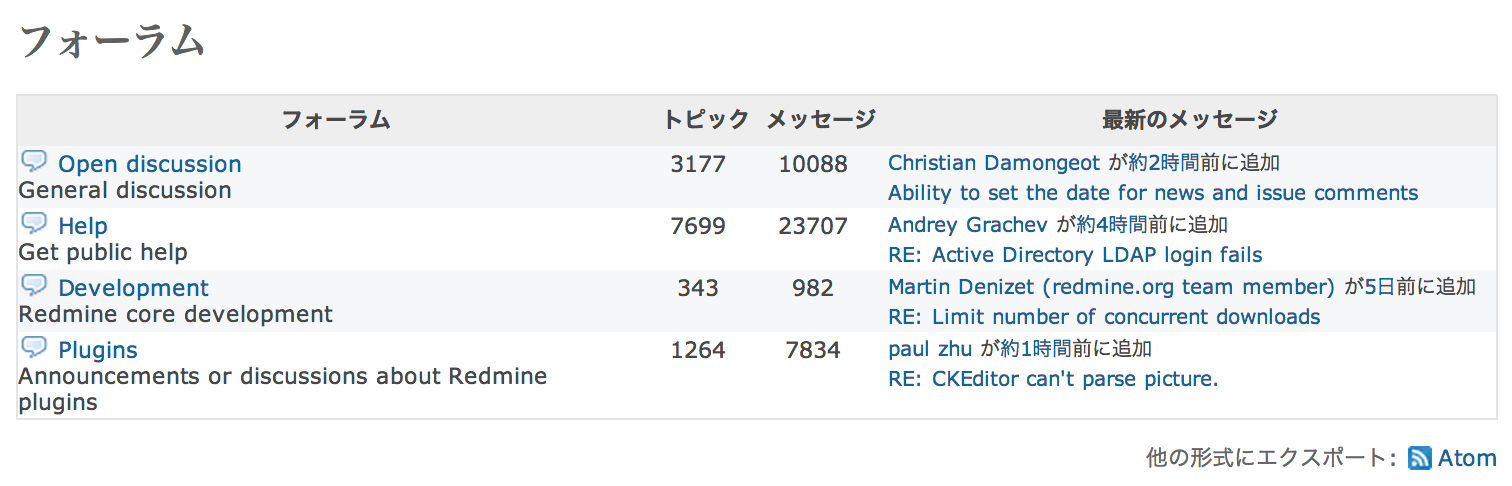 フォーラム
フォーラム トピック メッセージ 最新のメッセージ
Open discussion 3177 10088 Christian Damongeot が約2時間前に追加
General discussion Ability to set the date for news and issue comments
Help 7699 23707 Andrey Grachev が約4時間前に追加
Get public help RE: Active Directory LDAP login fails
Development 343 982 Martin Denizet (redmine.org team member) が5日前に追加
Redmine core development RE: Limit number of concurrent downloads
Plugins 1264 7834 paul zhu が約1時間前に追加
Announcements or discussions about Redmine RE: CKEditor can't parse picture.
plugins
他の形式にエクスポート: Atom